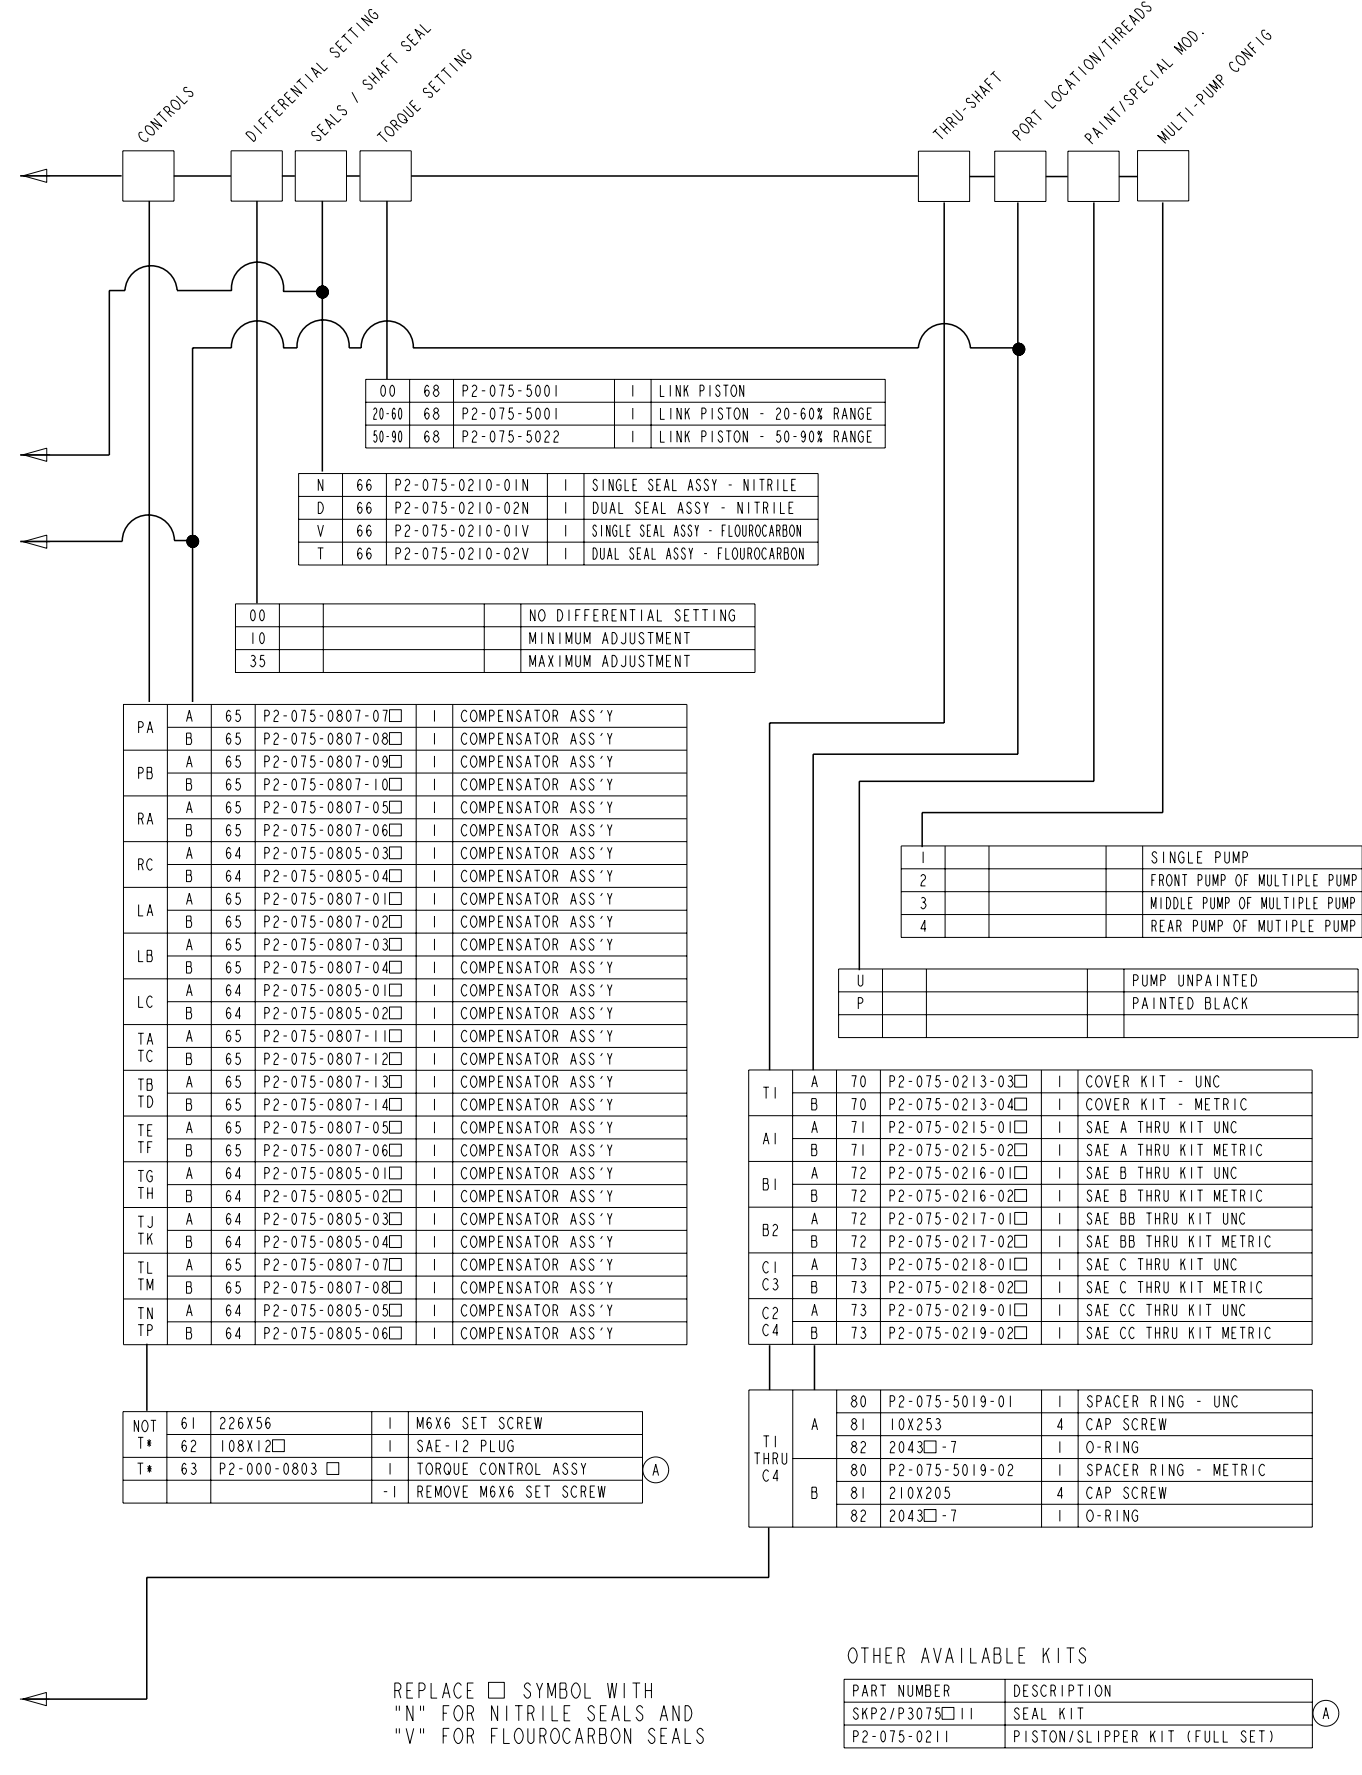 CONTROLS
DIFFERENTIAL SETTING
SEALS / SHAFT SEAL
TORQUE SETTING
THRU-SHAFT
PORT LOCATION/THREADS
PAINT/SPECIAL MOD.
MULTI-PUMP CONFIG
00 68 P2-075-5001 1 LINK PISTON
20-60 68 P2-075-5001 1 LINK PISTON - 20-60% RANGE
50-90 68 P2-075-5022 1 LINK PISTON - 50-90% RANGE
N 66 P2-075-0210-01N 1 SINGLE SEAL ASSY - NITRILE
D 66 P2-075-0210-02N 1 DUAL SEAL ASSY - NITRILE
V 66 P2-075-0210-01V 1 SINGLE SEAL ASSY - FLOUROCARBON
T 66 P2-075-0210-02V 1 DUAL SEAL ASSY - FLOUROCARBON
00 NO DIFFERENTIAL SETTING
10 MINIMUM ADJUSTMENT
35 MAXIMUM ADJUSTMENT
PA A 65 P2-075-0807-07□ 1 COMPENSATOR ASS'Y
B 65 P2-075-0807-08□ 1 COMPENSATOR ASS'Y
PB A 65 P2-075-0807-09□ 1 COMPENSATOR ASS'Y
B 65 P2-075-0807-10□ 1 COMPENSATOR ASS'Y
RA A 65 P2-075-0807-05□ 1 COMPENSATOR ASS'Y
B 65 P2-075-0807-06□ 1 COMPENSATOR ASS'Y
RC A 64 P2-075-0805-03□ 1 COMPENSATOR ASS'Y
B 64 P2-075-0805-04□ 1 COMPENSATOR ASS'Y
LA A 65 P2-075-0807-01□ 1 COMPENSATOR ASS'Y
B 65 P2-075-0807-02□ 1 COMPENSATOR ASS'Y
LB A 65 P2-075-0807-03□ 1 COMPENSATOR ASS'Y
B 65 P2-075-0807-04□ 1 COMPENSATOR ASS'Y
LC A 64 P2-075-0805-01□ 1 COMPENSATOR ASS'Y
B 64 P2-075-0805-02□ 1 COMPENSATOR ASS'Y
TA A 65 P2-075-0807-11□ 1 COMPENSATOR ASS'Y
TC B 65 P2-075-0807-12□ 1 COMPENSATOR ASS'Y
TB A 65 P2-075-0807-13□ 1 COMPENSATOR ASS'Y
TD B 65 P2-075-0807-14□ 1 COMPENSATOR ASS'Y
TE A 65 P2-075-0807-05□ 1 COMPENSATOR ASS'Y
TF B 65 P2-075-0807-06□ 1 COMPENSATOR ASS'Y
TG A 64 P2-075-0805-01□ 1 COMPENSATOR ASS'Y
TH B 64 P2-075-0805-02□ 1 COMPENSATOR ASS'Y
TJ A 64 P2-075-0805-03□ 1 COMPENSATOR ASS'Y
TK B 64 P2-075-0805-04□ 1 COMPENSATOR ASS'Y
TL A 65 P2-075-0807-07□ 1 COMPENSATOR ASS'Y
TM B 65 P2-075-0807-08□ 1 COMPENSATOR ASS'Y
TN A 64 P2-075-0805-05□ 1 COMPENSATOR ASS'Y
TP B 64 P2-075-0805-06□ 1 COMPENSATOR ASS'Y
NOT 61 226X56 1 M6X6 SET SCREW
T* 62 108X12□ 1 SAE-12 PLUG
T* 63 P2-000-0803 □ 1 TORQUE CONTROL ASSY A
-1 REMOVE M6X6 SET SCREW
1 SINGLE PUMP
2 FRONT PUMP OF MULTIPLE PUMP
3 MIDDLE PUMP OF MULTIPLE PUMP
4 REAR PUMP OF MUTIPLE PUMP
U PUMP UNPAINTED
P PAINTED BLACK
T1 A 70 P2-075-0213-03□ 1 COVER KIT - UNC
B 70 P2-075-0213-04□ 1 COVER KIT - METRIC
A1 A 71 P2-075-0215-01□ 1 SAE A THRU KIT UNC
B 71 P2-075-0215-02□ 1 SAE A THRU KIT METRIC
B1 A 72 P2-075-0216-01□ 1 SAE B THRU KIT UNC
B 72 P2-075-0216-02□ 1 SAE B THRU KIT METRIC
B2 A 72 P2-075-0217-01□ 1 SAE BB THRU KIT UNC
B 72 P2-075-0217-02□ 1 SAE BB THRU KIT METRIC
C1 A 73 P2-075-0218-01□ 1 SAE C THRU KIT UNC
C3 B 73 P2-075-0218-02□ 1 SAE C THRU KIT METRIC
C2 A 73 P2-075-0219-01□ 1 SAE CC THRU KIT UNC
C4 B 73 P2-075-0219-02□ 1 SAE CC THRU KIT METRIC
T1 THRU C4 A 80 P2-075-5019-01 1 SPACER RING - UNC
81 10X253 4 CAP SCREW
82 2043□-7 1 O-RING
B 80 P2-075-5019-02 1 SPACER RING - METRIC
81 210X205 4 CAP SCREW
82 2043□-7 1 O-RING
REPLACE □ SYMBOL WITH
"N" FOR NITRILE SEALS AND
"V" FOR FLOUROCARBON SEALS
OTHER AVAILABLE KITS
PART NUMBER DESCRIPTION
SKP2/P3075□11 SEAL KIT A
P2-075-0211 PISTON/SLIPPER KIT (FULL SET)